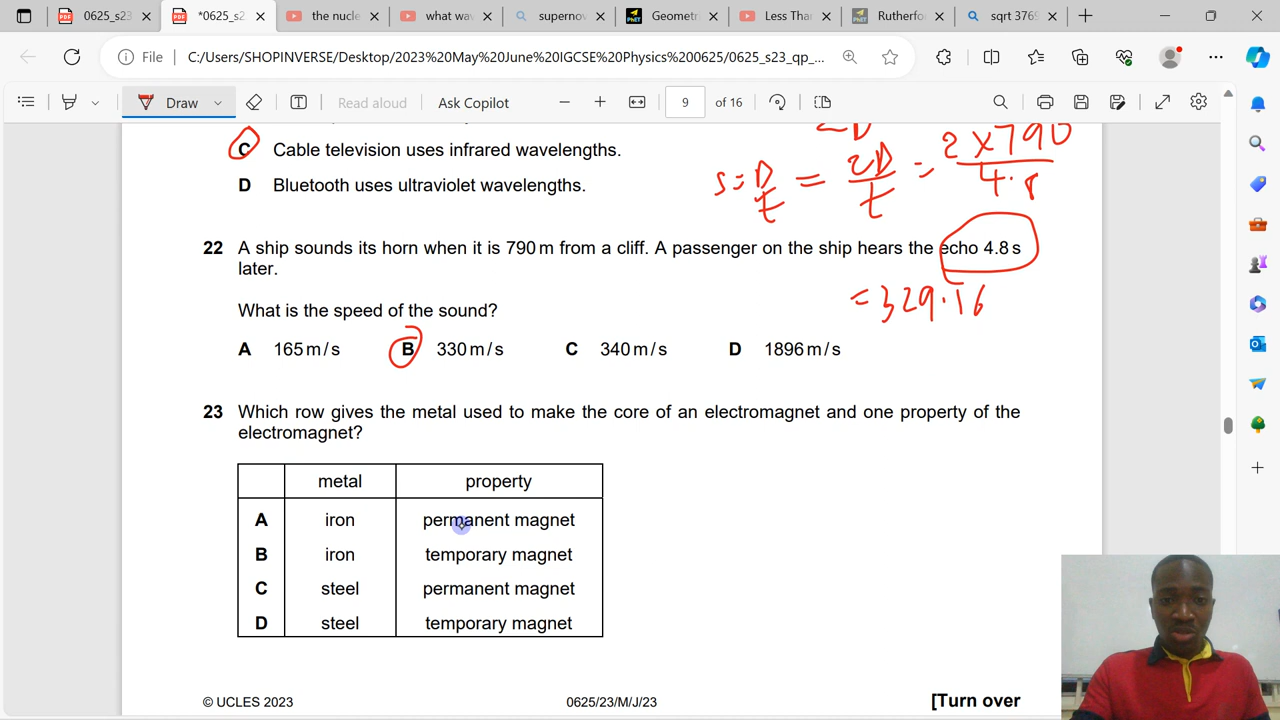 0625_s23
*0625_s2
the nucle
what wav
supernov
Geometr
Less Tha
Rutherfo
sqrt 3769
File
C:/Users/SHOPINVERSE/Desktop/2023%20May%20June%20IGCSE%20Physics%200625/0625_s23_qp_...
Draw
Read aloud
Ask Copilot
9 of 16
C Cable television uses infrared wavelengths.
D Bluetooth uses ultraviolet wavelengths.
2D
s = D/t = 2D/t = 2 x 790/4.8
22 A ship sounds its horn when it is 790 m from a cliff. A passenger on the ship hears the echo 4.8 s
later.
= 329.16
What is the speed of the sound?
A 165 m/s B 330 m/s C 340 m/s D 1896 m/s
23 Which row gives the metal used to make the core of an electromagnet and one property of the
electromagnet?
metal property
A iron permanent magnet
B iron temporary magnet
C steel permanent magnet
D steel temporary magnet
© UCLES 2023 0625/23/M/J/23 [Turn over